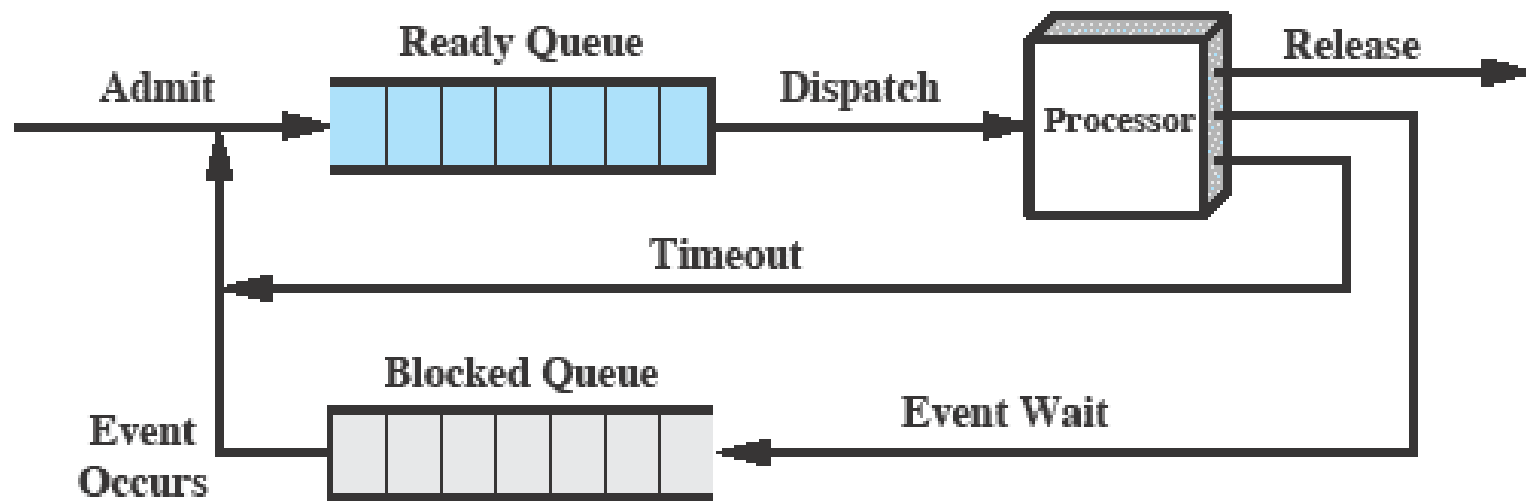 Ready Queue
Release
Admit
Dispatch
Processor
Timeout
Blocked Queue
Event Wait
Event
Occurs